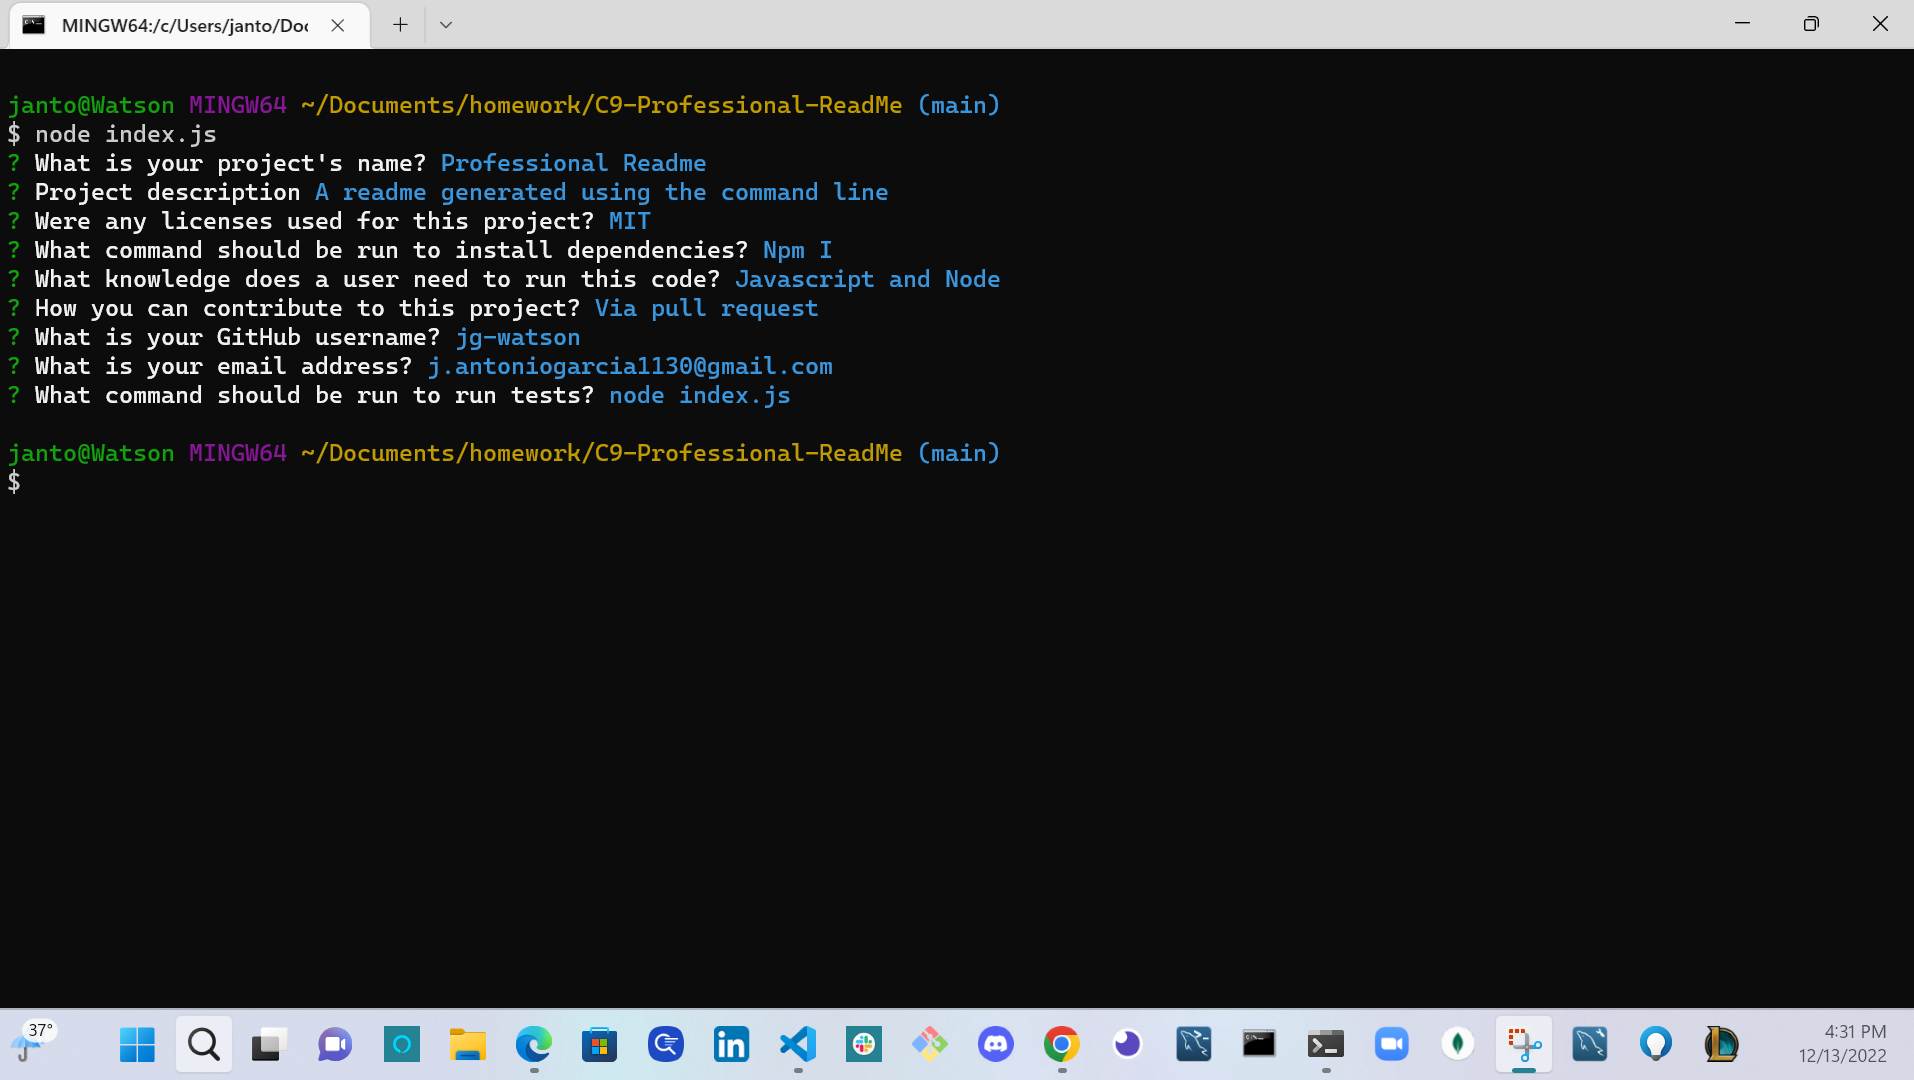 MINGW64:/c/Users/janto/Doc
janto@Watson MINGW64 ~/Documents/homework/C9-Professional-ReadMe (main)
$ node index.js
? What is your project's name? Professional Readme
? Project description A readme generated using the command line
? Were any licenses used for this project? MIT
? What command should be run to install dependencies? Npm I
? What knowledge does a user need to run this code? Javascript and Node
? How you can contribute to this project? Via pull request
? What is your GitHub username? jg-watson
? What is your email address? j.antoniogarcia1130@gmail.com
? What command should be run to run tests? node index.js
janto@Watson MINGW64 ~/Documents/homework/C9-Professional-ReadMe (main)
$
37°
4:31 PM
12/13/2022